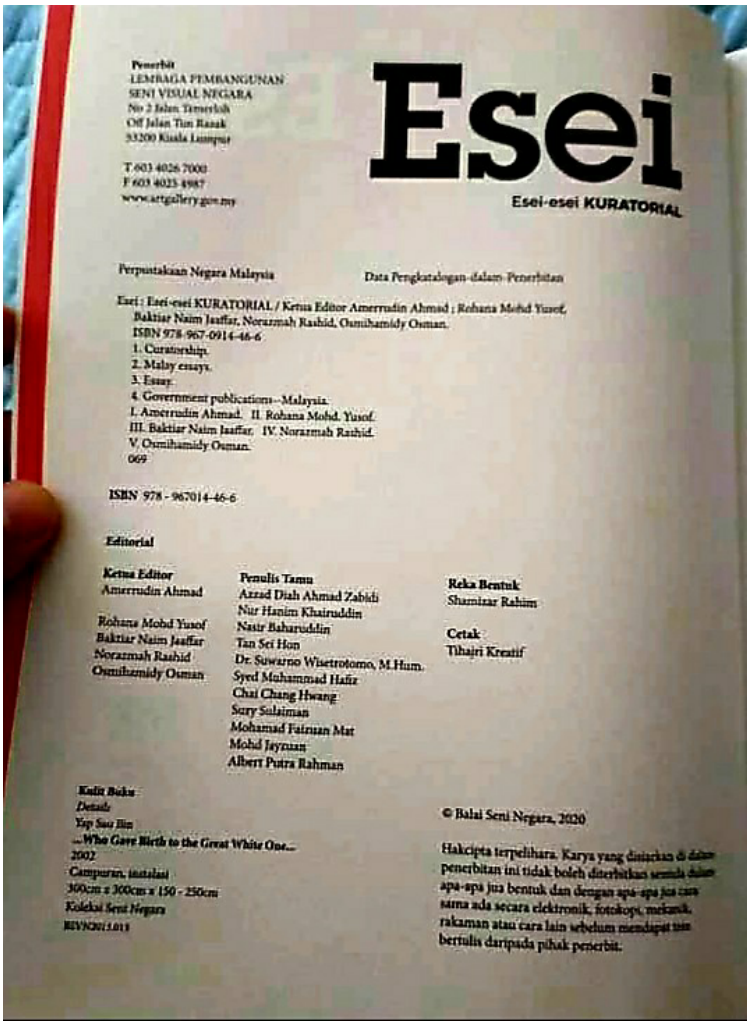 Penerbit
LEMBAGA PEMBANGUNAN
SENI VISUAL NEGARA
No 2 Jalan Temerloh
Off Jalan Tun Razak
53200 Kuala Lumpur
T 603 4026 7000
F 603 4025 4987
www.artgallery.gov.my
Esei
Esei-esei KURATORIAL
Perpustakaan Negara Malaysia
Data Pengkatalogan-dalam-Penerbitan
Esei : Esei-esei KURATORIAL / Ketua Editor Amerrudin Ahmad ; Rohana Mohd Yusof,
Baktiar Naim Jaaffar, Norazmah Rashid, Osmihamidy Osman.
ISBN 978-967-0914-46-6
1. Curatorship.
2. Malay essays.
3. Essay.
4. Government publications--Malaysia.
I. Amerrudin Ahmad. II. Rohana Mohd. Yusof.
III. Baktiar Naim Jaaffar. IV. Norazmah Rashid.
V. Osmihamidy Osman.
069
ISBN 978 - 967014-46-6
Editorial
Ketua Editor
Amerrudin Ahmad
Rohana Mohd Yusof
Baktiar Naim Jaaffar
Norazmah Rashid
Osmihamidy Osman
Penulis Tamu
Azzad Diah Ahmad Zabidi
Nur Hanim Khairuddin
Nasir Baharuddin
Tan Sei Hon
Dr. Suwarno Wisetrotomo, M.Hum.
Syed Muhammad Hafiz
Chai Chang Hwang
Sury Sulaiman
Mohamad Faizuan Mat
Mohd Jayzuan
Albert Putra Rahman
Reka Bentuk
Shamizar Rahim
Cetak
Tihajri Kreatif
Kulit Buku
Details
Yap Sau Bin
...Who Gave Birth to the Great White One...
2002
Campuran, instalasi
300cm x 300cm x 150 - 250cm
Koleksi Seni Negara
BSVN2015.013
© Balai Seni Negara, 2020
Hakcipta terpelihara. Karya yang disiarkan di dalam
penerbitan ini tidak boleh diterbitkan semula dalam
apa-apa jua bentuk dan dengan apa-apa jua cara
sama ada secara elektronik, fotokopi, mekanik,
rakaman atau cara lain sebelum mendapat izin
bertulis daripada pihak penerbit.